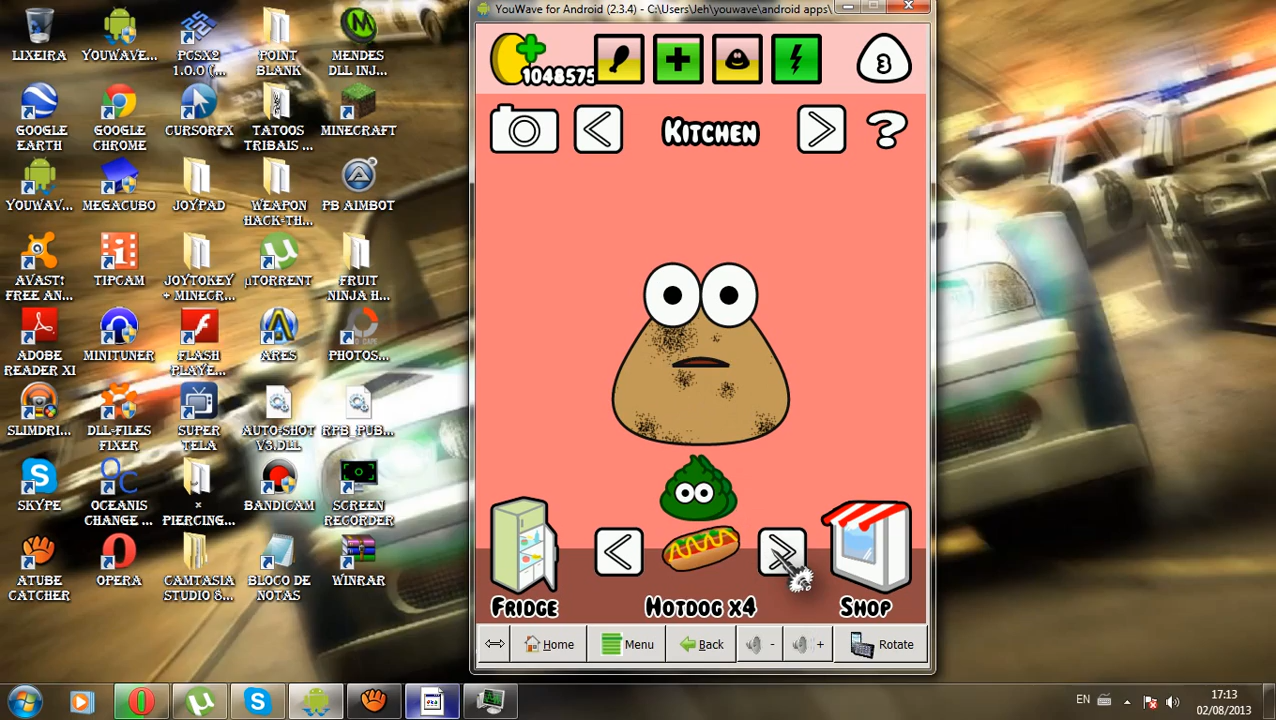 YouWave for Android (2.3.4) - C:\Users\Jeh\youwave\android apps\
1048575
3
KITCHEN
?
FRIDGE
HOTDOG X4
SHOP
Home
Menu
Back
-
+
Rotate
LIXEIRA
YOUWAVE...
PCSX2
1.0.0 ((...
POINT
BLANK
MENDES
DLL INJ...
GOOGLE
EARTH
GOOGLE
CHROME
CURSORFX
TATOOS
TRIBAIS ...
MINECRAFT
YOUWAV...
MEGACUBO
JOYPAD
WEAPON
HACK-TH...
PB AIMBOT
AVAST!
FREE AN...
TIPCAM
JOYTOKEY
+ MINECR...
µTORRENT
FRUIT
NINJA H...
ADOBE
READER XI
MINITUNER
FLASH
PLAYE...
ARES
PHOTOS...
SLIMDRI...
DLL-FILES
FIXER
SUPER
TELA
AUTO-SHOT
V3.DLL
RPB_PUB...
SKYPE
OCEANIS
CHANGE ...
×
PIERCING...
BANDICAM
SCREEN
RECORDER
ATUBE
CATCHER
OPERA
CAMTASIA
STUDIO 8...
BLOCO DE
NOTAS
WINRAR
EN
17:13
02/08/2013